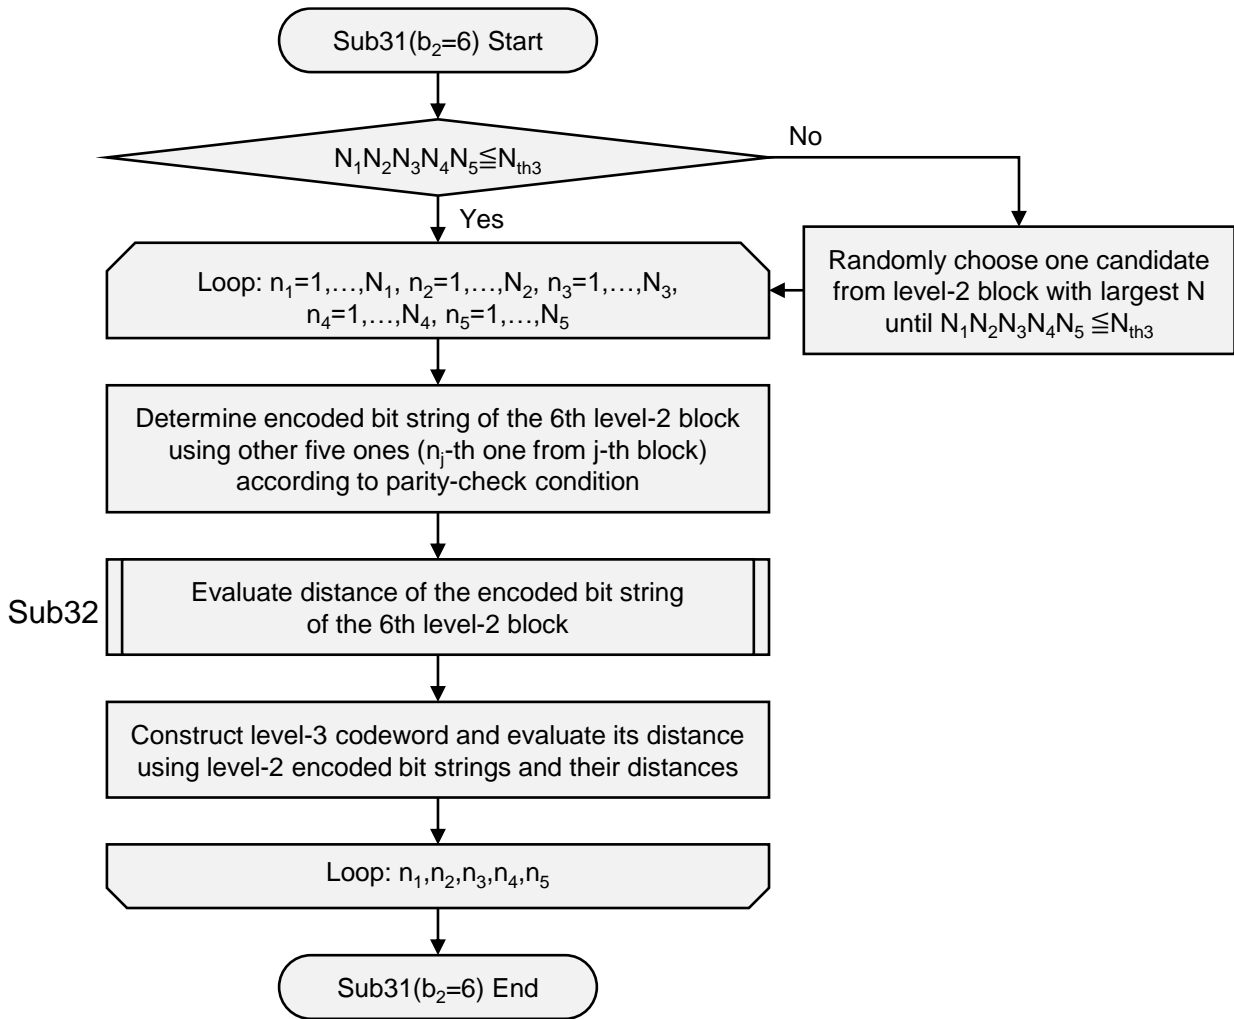 Sub31(b₂=6) Start
N₁N₂N₃N₄N₅≦Nₜₕ₃
No
Yes
Loop: n₁=1,…,N₁, n₂=1,…,N₂, n₃=1,…,N₃,
n₄=1,…,N₄, n₅=1,…,N₅
Randomly choose one candidate
from level-2 block with largest N
until N₁N₂N₃N₄N₅ ≦Nₜₕ₃
Determine encoded bit string of the 6th level-2 block
using other five ones (nⱼ-th one from j-th block)
according to parity-check condition
Sub32
Evaluate distance of the encoded bit string
of the 6th level-2 block
Construct level-3 codeword and evaluate its distance
using level-2 encoded bit strings and their distances
Loop: n₁,n₂,n₃,n₄,n₅
Sub31(b₂=6) End